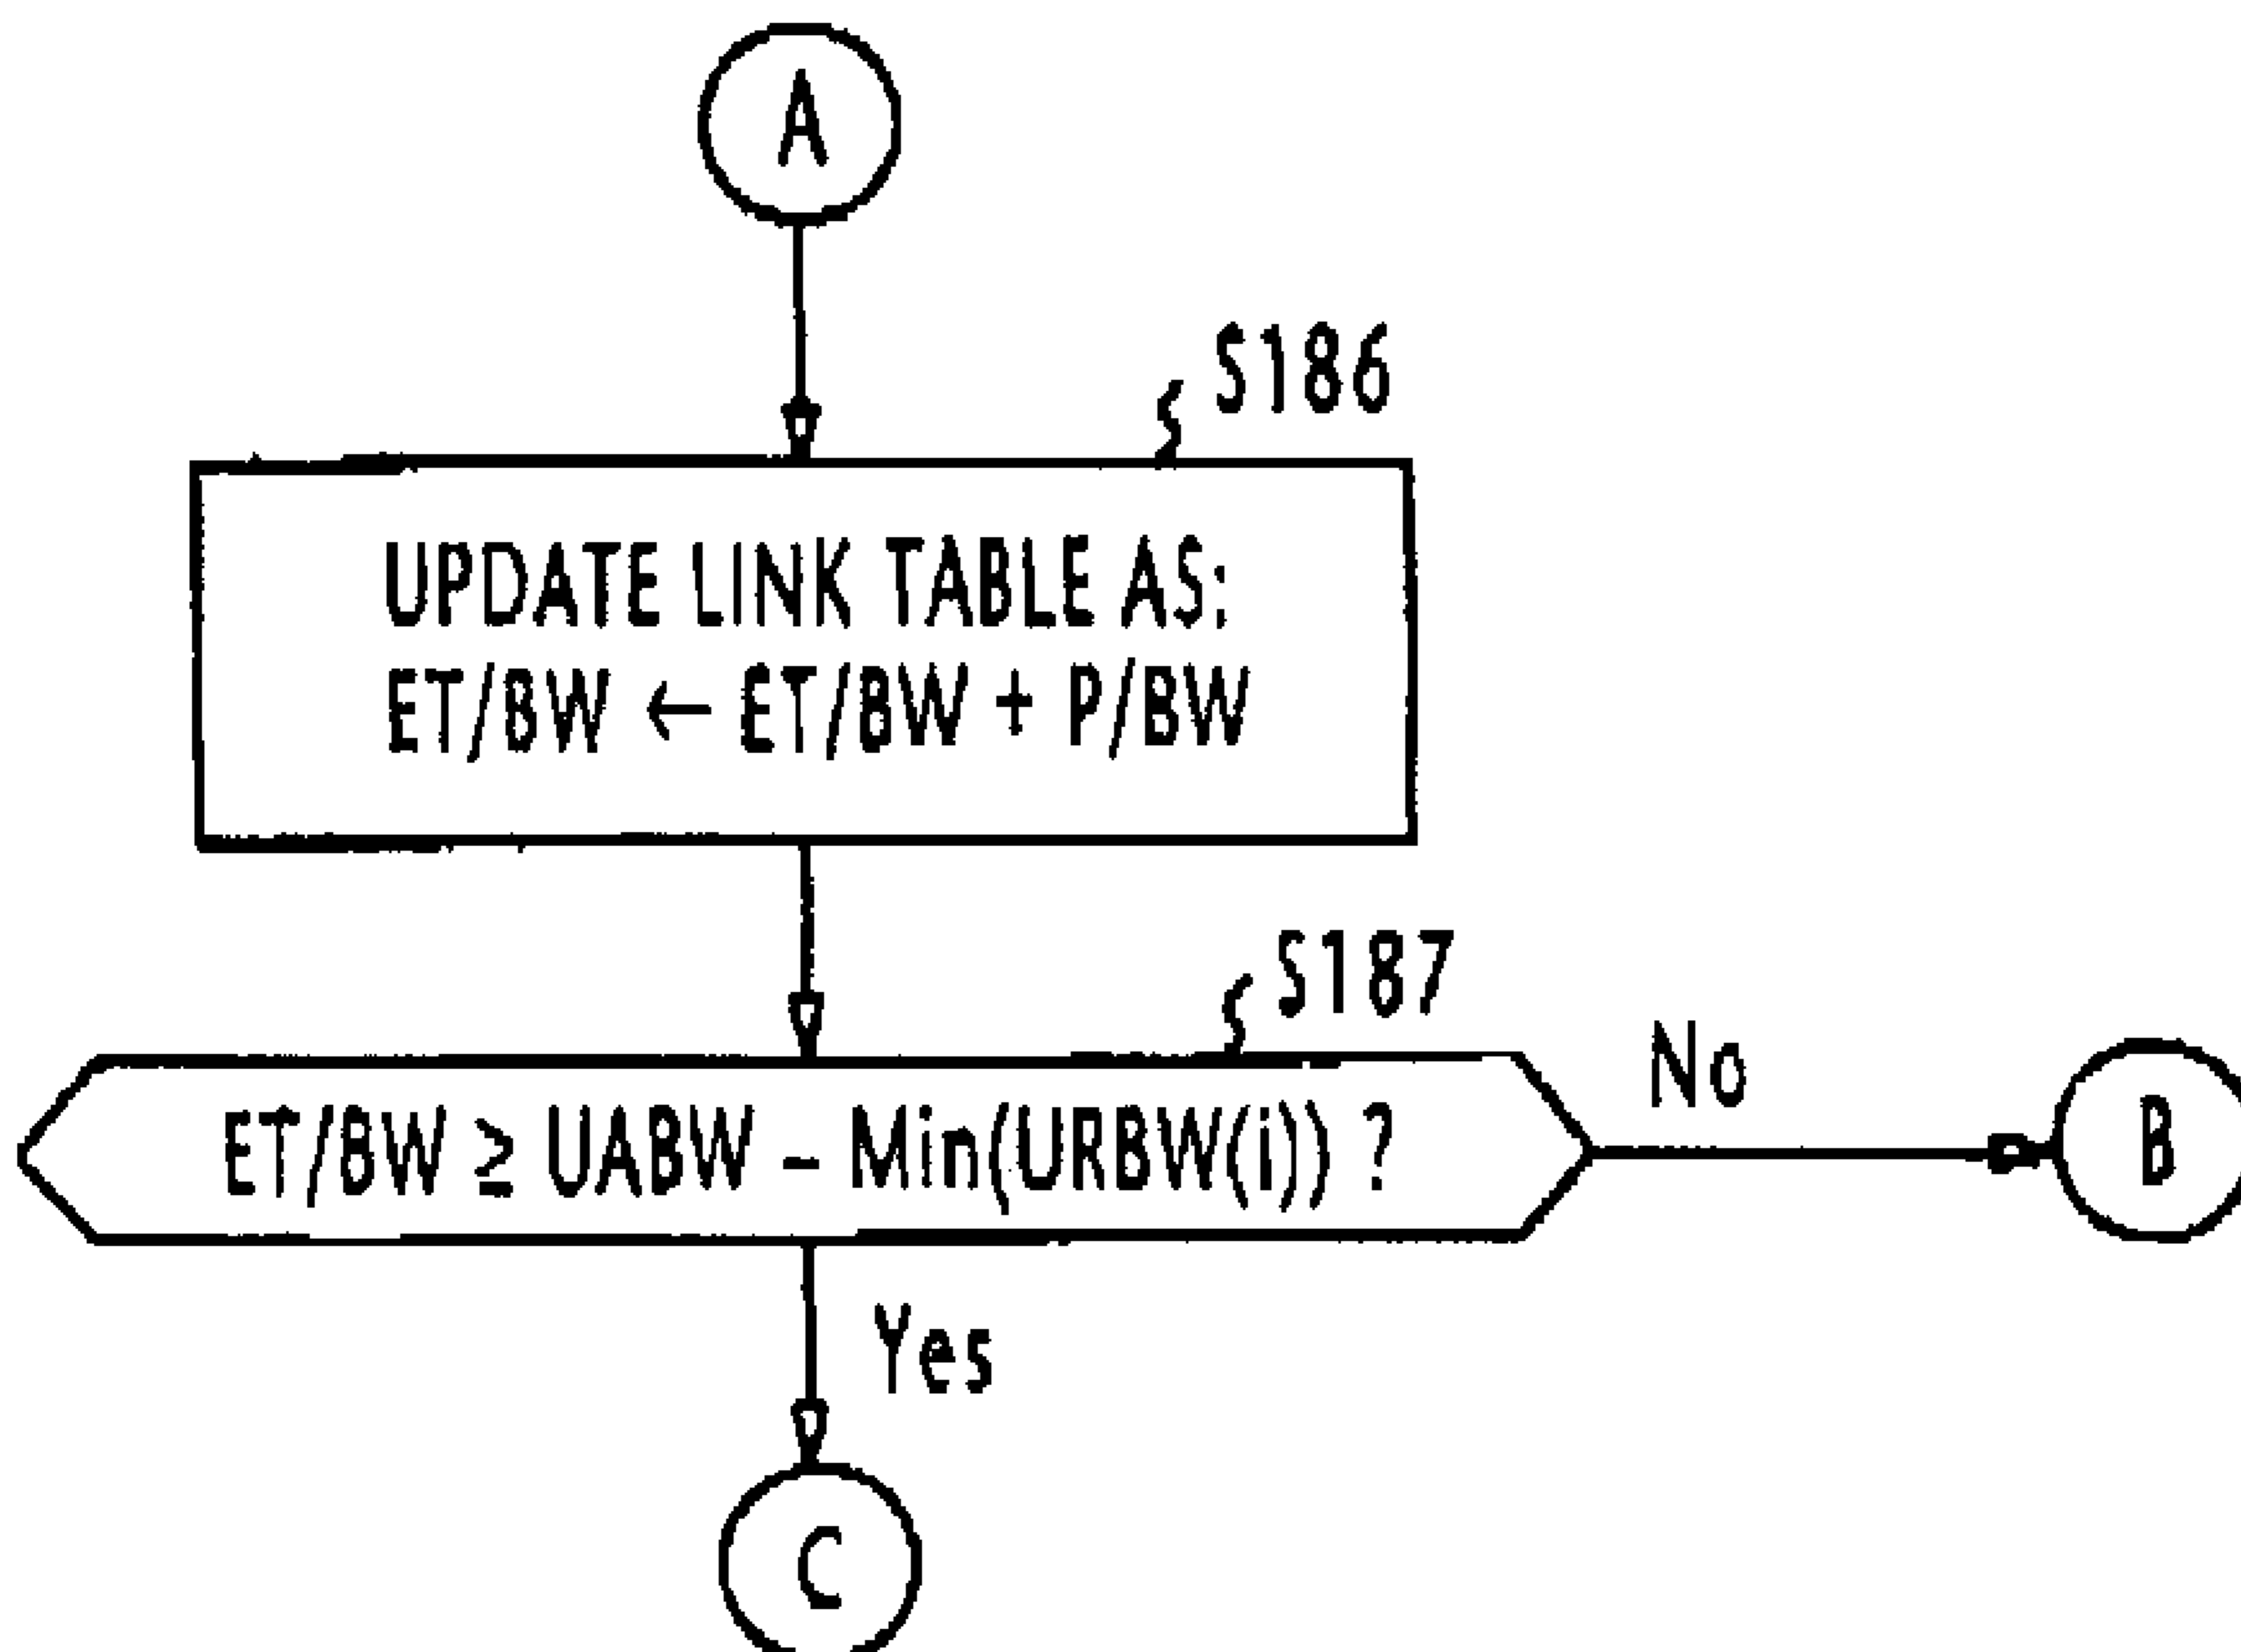 A
S186
UPDATE LINK TABLE AS:
ET/BW ← ET/BW + P/BW
S187
ET/BW ≥ UABW - Min(URBW(i)) ?
No
B
Yes
C